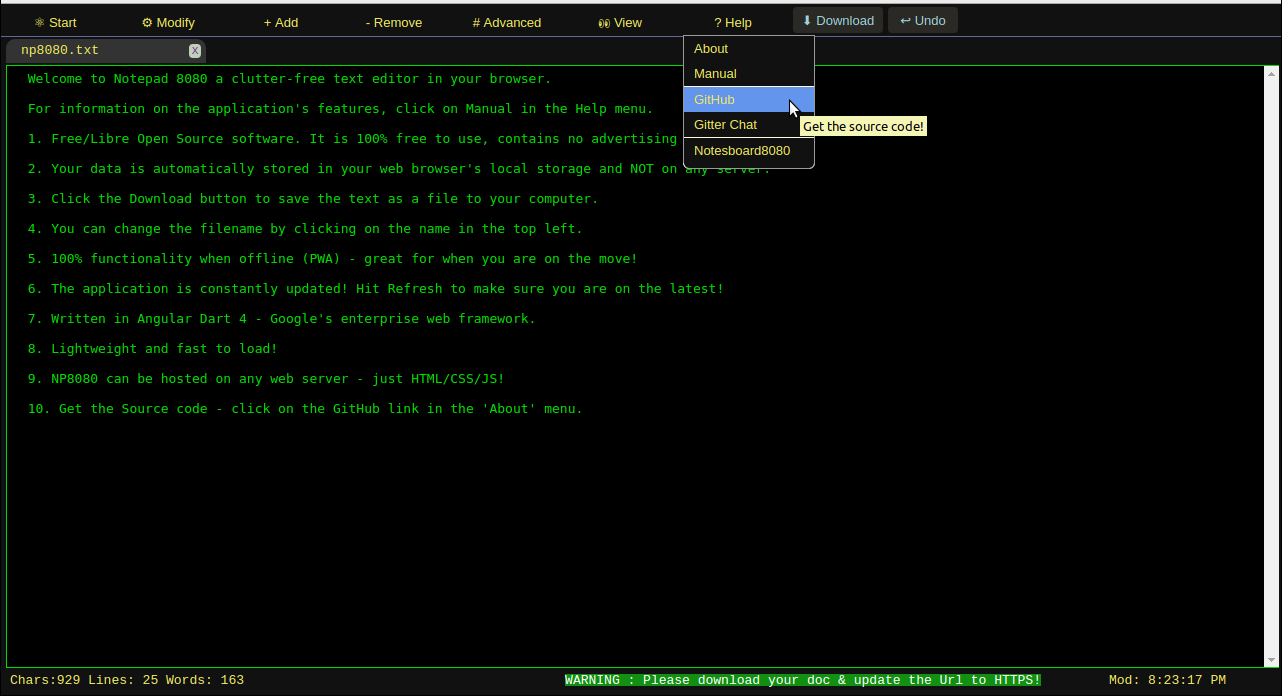 ⚛ Start ⚙ Modify + Add - Remove # Advanced 👀 View ? Help ⬇ Download ↩ Undo
np8080.txt X
About
Manual
GitHub
Gitter Chat
Notesboard8080
Get the source code!
Welcome to Notepad 8080 a clutter-free text editor in your browser.
For information on the application's features, click on Manual in the Help menu.
1. Free/Libre Open Source software. It is 100% free to use, contains no advertising
2. Your data is automatically stored in your web browser's local storage and NOT on any server.
3. Click the Download button to save the text as a file to your computer.
4. You can change the filename by clicking on the name in the top left.
5. 100% functionality when offline (PWA) - great for when you are on the move!
6. The application is constantly updated! Hit Refresh to make sure you are on the latest!
7. Written in Angular Dart 4 - Google's enterprise web framework.
8. Lightweight and fast to load!
9. NP8080 can be hosted on any web server - just HTML/CSS/JS!
10. Get the Source code - click on the GitHub link in the 'About' menu.
Chars:929 Lines: 25 Words: 163 WARNING : Please download your doc & update the Url to HTTPS! Mod: 8:23:17 PM